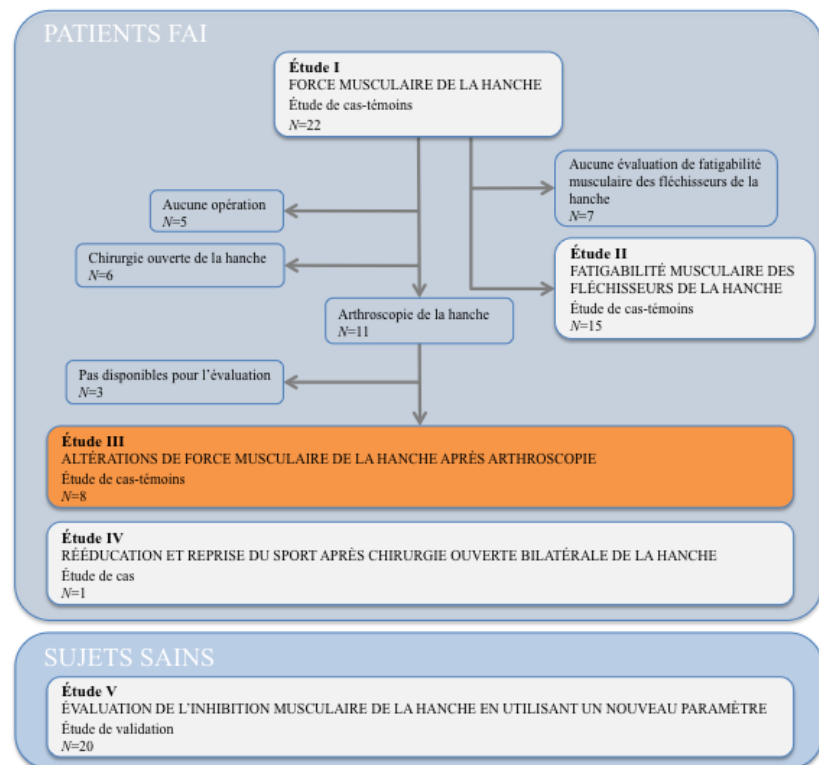 PATIENTS FAI
Étude I
FORCE MUSCULAIRE DE LA HANCHE
Étude de cas-témoins
N=22
Aucune évaluation de fatigabilité
musculaire des fléchisseurs de la
hanche
N=7
Aucune opération
N=5
Chirurgie ouverte de la hanche
N=6
Étude II
FATIGABILITÉ MUSCULAIRE DES
FLÉCHISSEURS DE LA HANCHE
Étude de cas-témoins
N=15
Arthroscopie de la hanche
N=11
Pas disponibles pour l'évaluation
N=3
Étude III
ALTÉRATIONS DE FORCE MUSCULAIRE DE LA HANCHE APRÈS ARTHROSCOPIE
Étude de cas-témoins
N=8
Étude IV
RÉÉDUCATION ET REPRISE DU SPORT APRÈS CHIRURGIE OUVERTE BILATÉRALE DE LA HANCHE
Étude de cas
N=1
SUJETS SAINS
Étude V
ÉVALUATION DE L'INHIBITION MUSCULAIRE DE LA HANCHE EN UTILISANT UN NOUVEAU PARAMÈTRE
Étude de validation
N=20